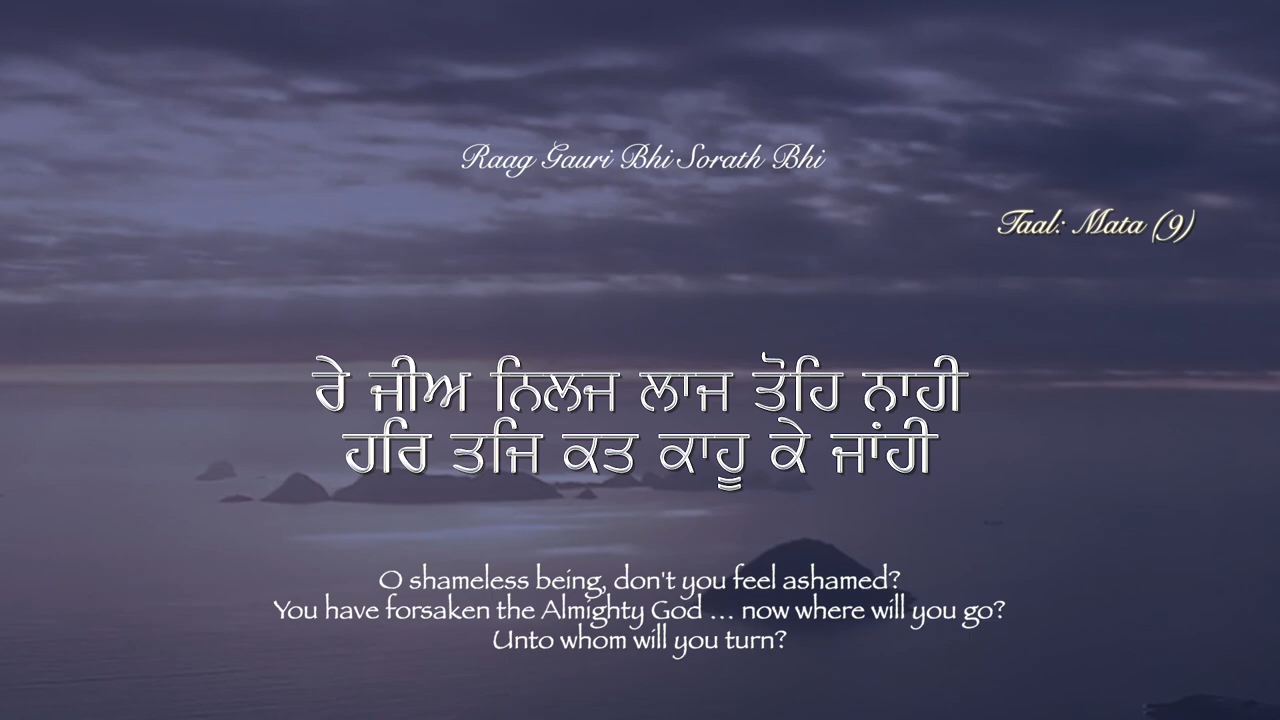 Raag Gauri Bhi Sorath Bhi
Taal: Mata (9)
ਰੇ ਜੀਅ ਨਿਲਜ ਲਾਜ ਤੋਹਿ ਨਾਹੀ
ਹਰਿ ਤਜਿ ਕਤ ਕਾਹੂ ਕੇ ਜਾਂਹੀ
O shameless being, don't you feel ashamed?
You have forsaken the Almighty God ... now where will you go?
Unto whom will you turn?